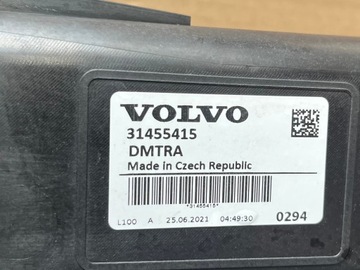 VOLVO
31455415
DMTRA
Made in Czech Republic
*31455415*
L100 A 25.06.2021 04:49:30 0294